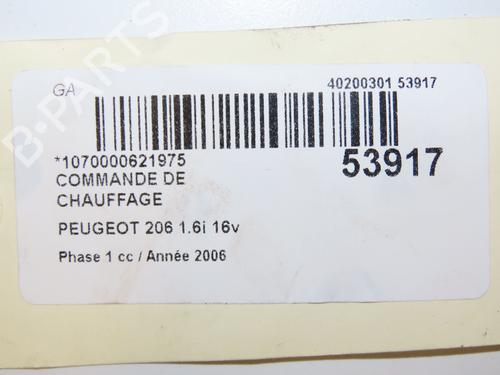 B-PARTS
GA
40200301 53917
*1070000621975
53917
COMMANDE DE
CHAUFFAGE
PEUGEOT 206 1.6i 16v
Phase 1 cc / Année 2006